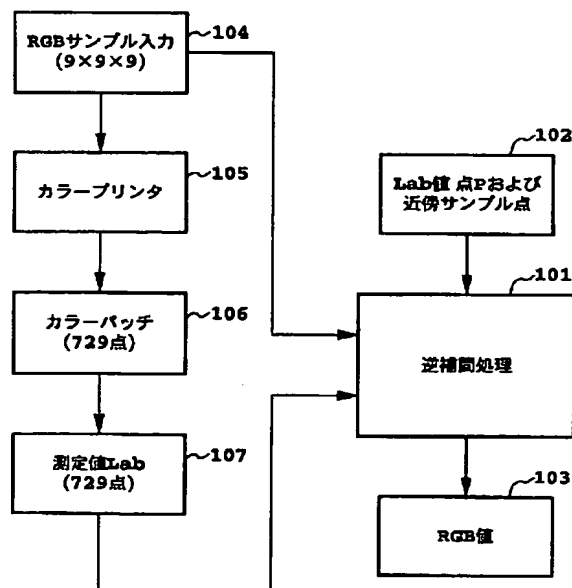 RGBサンプル入力
(9×9×9)
104
カラープリンタ
105
カラーパッチ
(729点)
106
測定値Lab
(729点)
107
102
Lab値 点Pおよび
近傍サンプル点
101
逆補間処理
103
RGB値